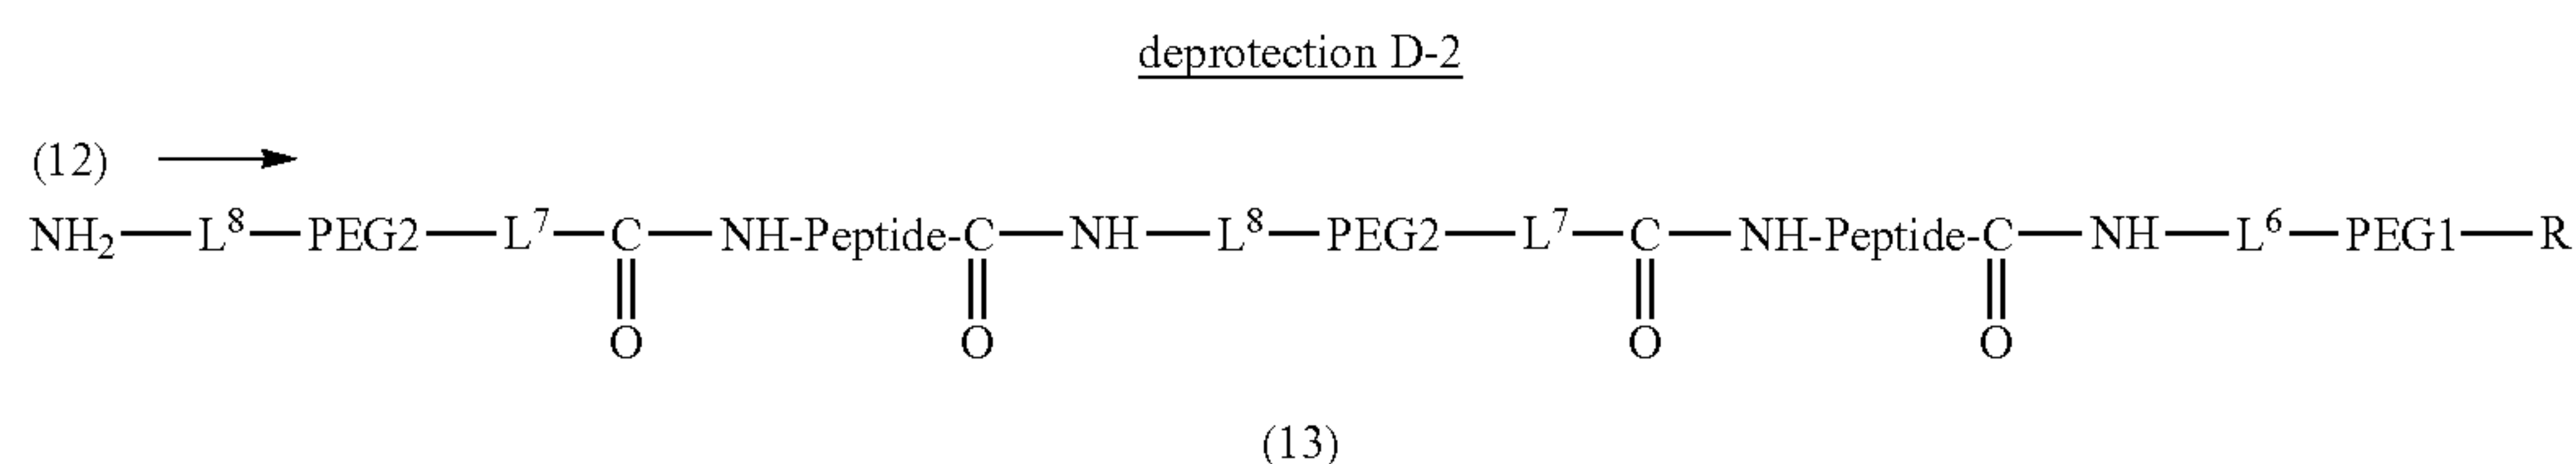 deprotection D-2
(12)
NH₂—L⁸—PEG2—L⁷—C—NH-Peptide-C—NH—L⁸—PEG2—L⁷—C—NH-Peptide-C—NH—L⁶—PEG1—R
O O O O
(13)